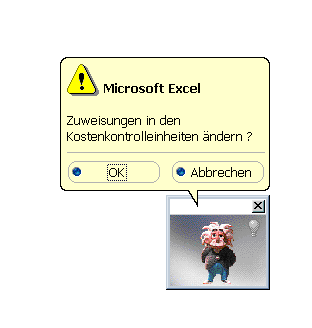 Microsoft Excel
Zuweisungen in den
Kostenkontrolleinheiten ändern ?
OK
Abbrechen